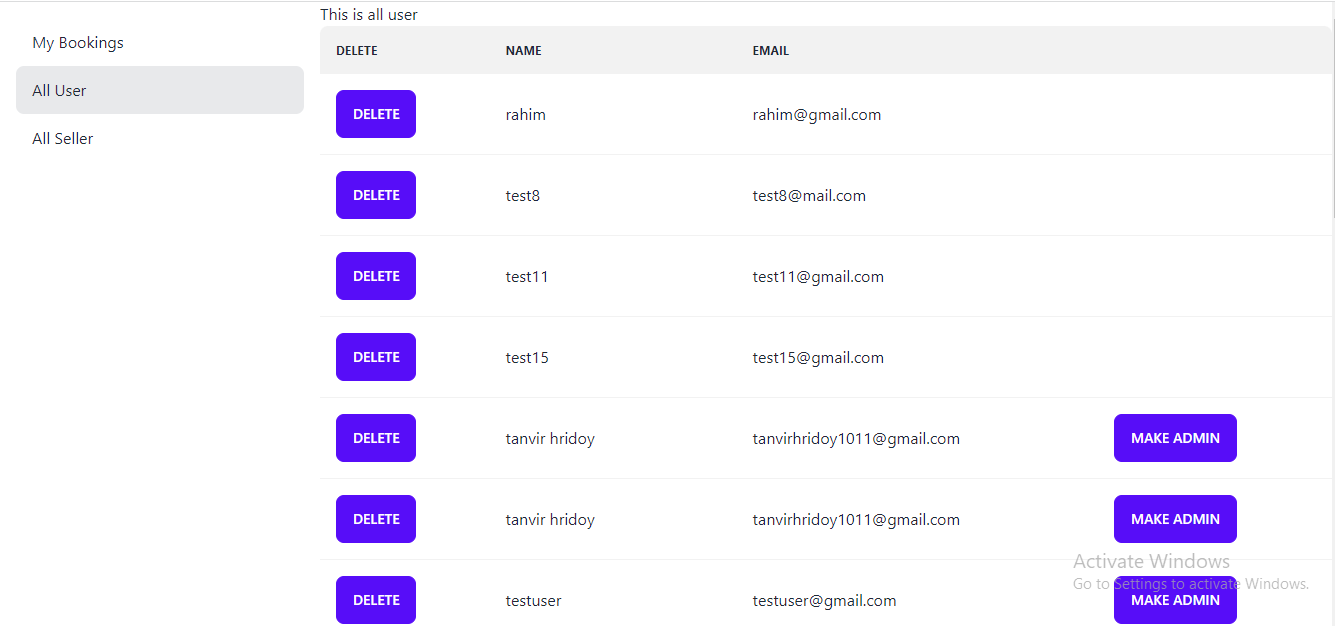 This is all user
My Bookings
All User
All Seller
DELETE NAME EMAIL
DELETE rahim rahim@gmail.com
DELETE test8 test8@mail.com
DELETE test11 test11@gmail.com
DELETE test15 test15@gmail.com
DELETE tanvir hridoy tanvirhridoy1011@gmail.com MAKE ADMIN
DELETE tanvir hridoy tanvirhridoy1011@gmail.com MAKE ADMIN
DELETE testuser testuser@gmail.com MAKE ADMIN
Activate Windows
Go to Settings to activate Windows.